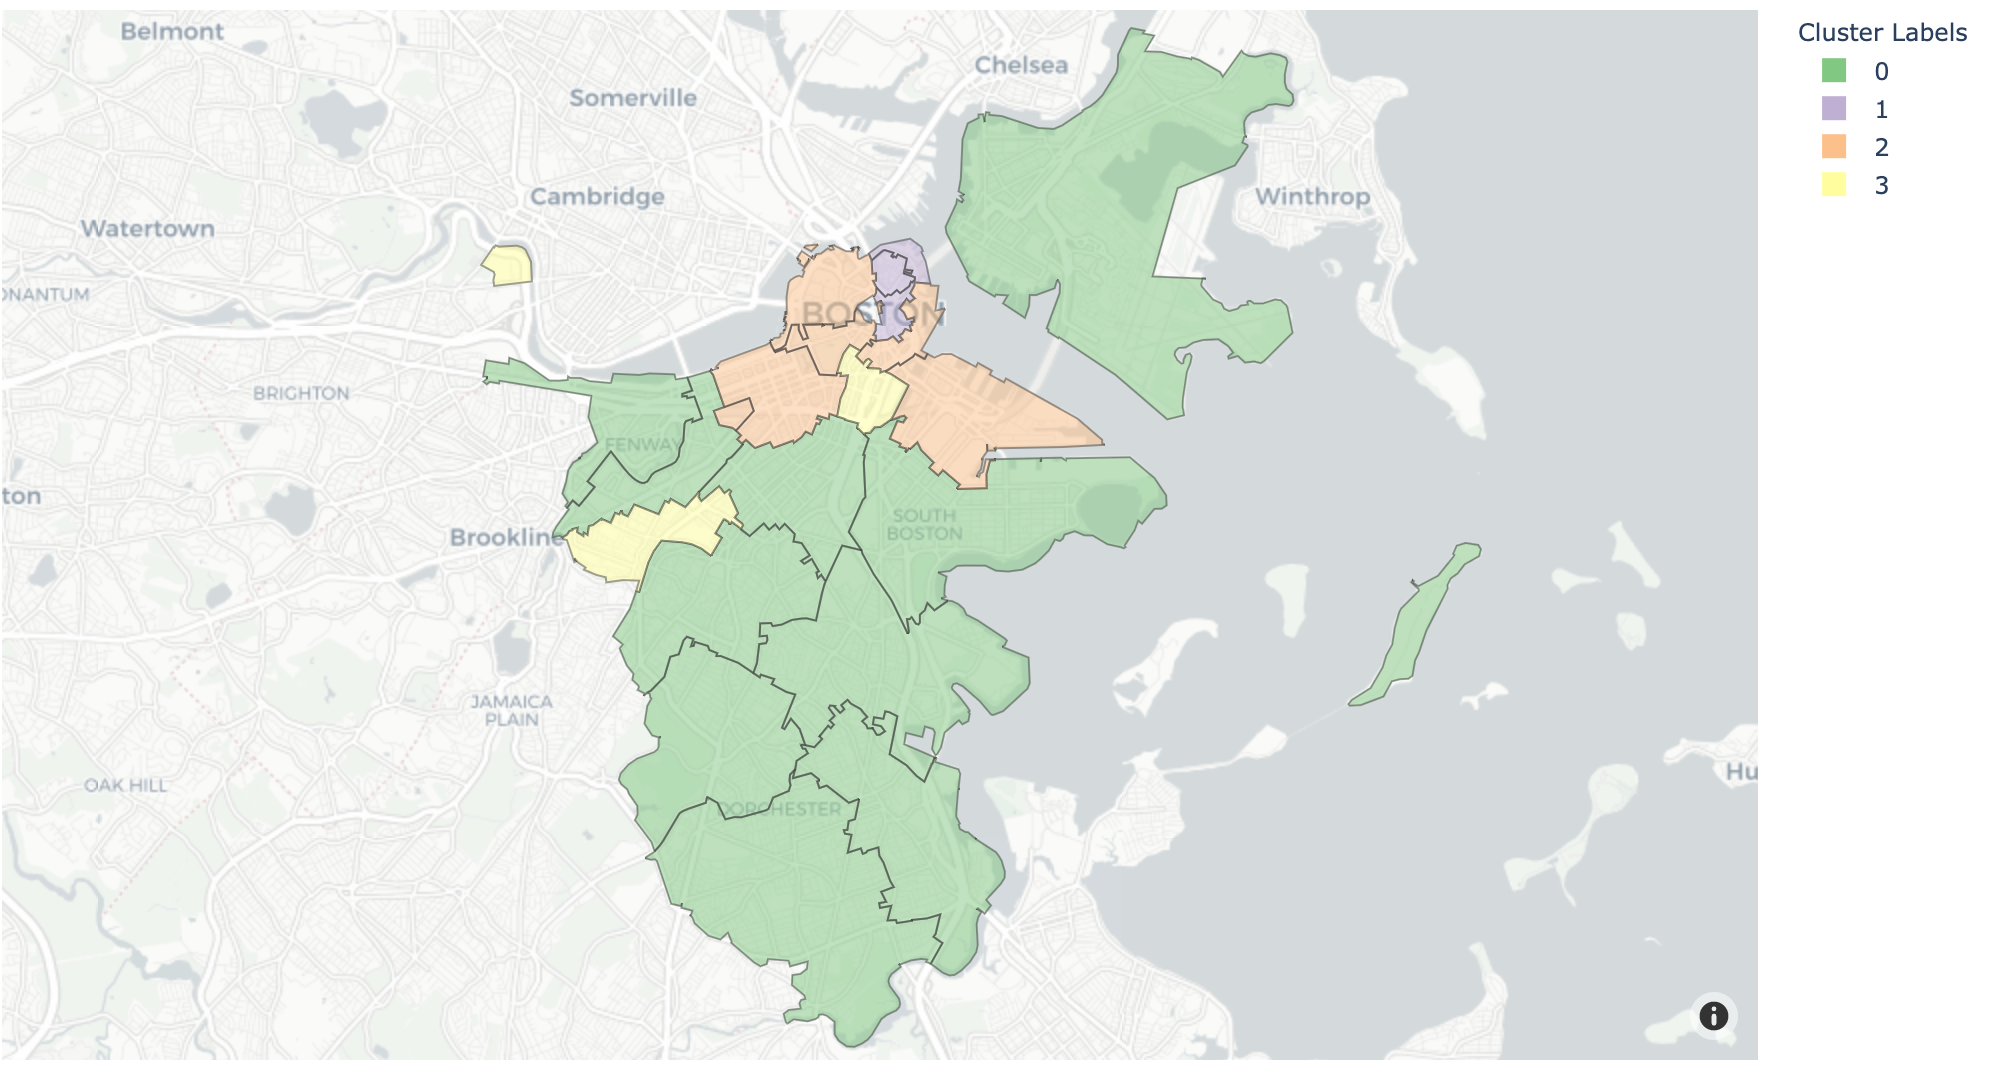 Belmont
Chelsea
Somerville
Cambridge
Winthrop
Watertown
ONANTUM
BOSTON
BRIGHTON
FENWAY
ton
SOUTH
BOSTON
Brookline
JAMAICA
PLAIN
OAK HILL
Hu
DORCHESTER
Cluster Labels
0
1
2
3